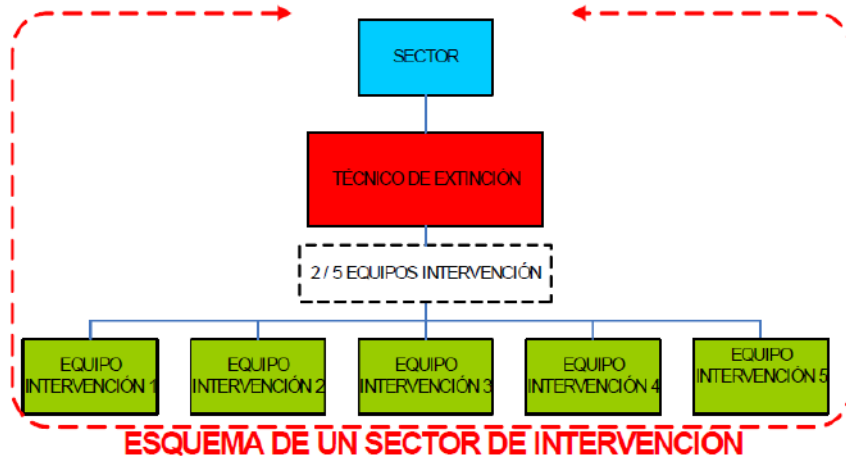 SECTOR
TÉCNICO DE EXTINCIÓN
2 / 5 EQUIPOS INTERVENCIÓN
EQUIPO
INTERVENCIÓN 1
EQUIPO
INTERVENCIÓN 2
EQUIPO
INTERVENCIÓN 3
EQUIPO
INTERVENCIÓN 4
EQUIPO
INTERVENCIÓN 5
ESQUEMA DE UN SECTOR DE INTERVENCIÓN